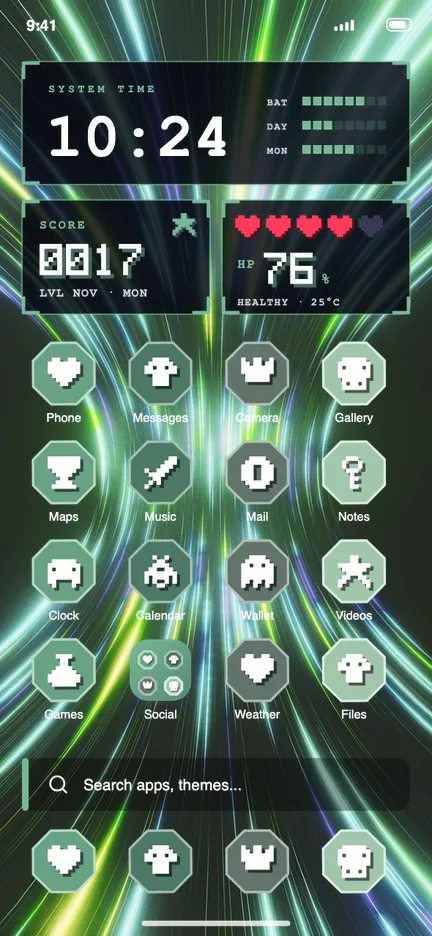 9:41
SYSTEM TIME
10:24
BAT
DAY
MON
SCORE
0017
LVL NOV · MON
HP 76 %
HEALTHY · 25°C
Phone Messages Camera Gallery
Maps Music Mail Notes
Clock Calendar Wallet Videos
Games Social Weather Files
Search apps, themes...